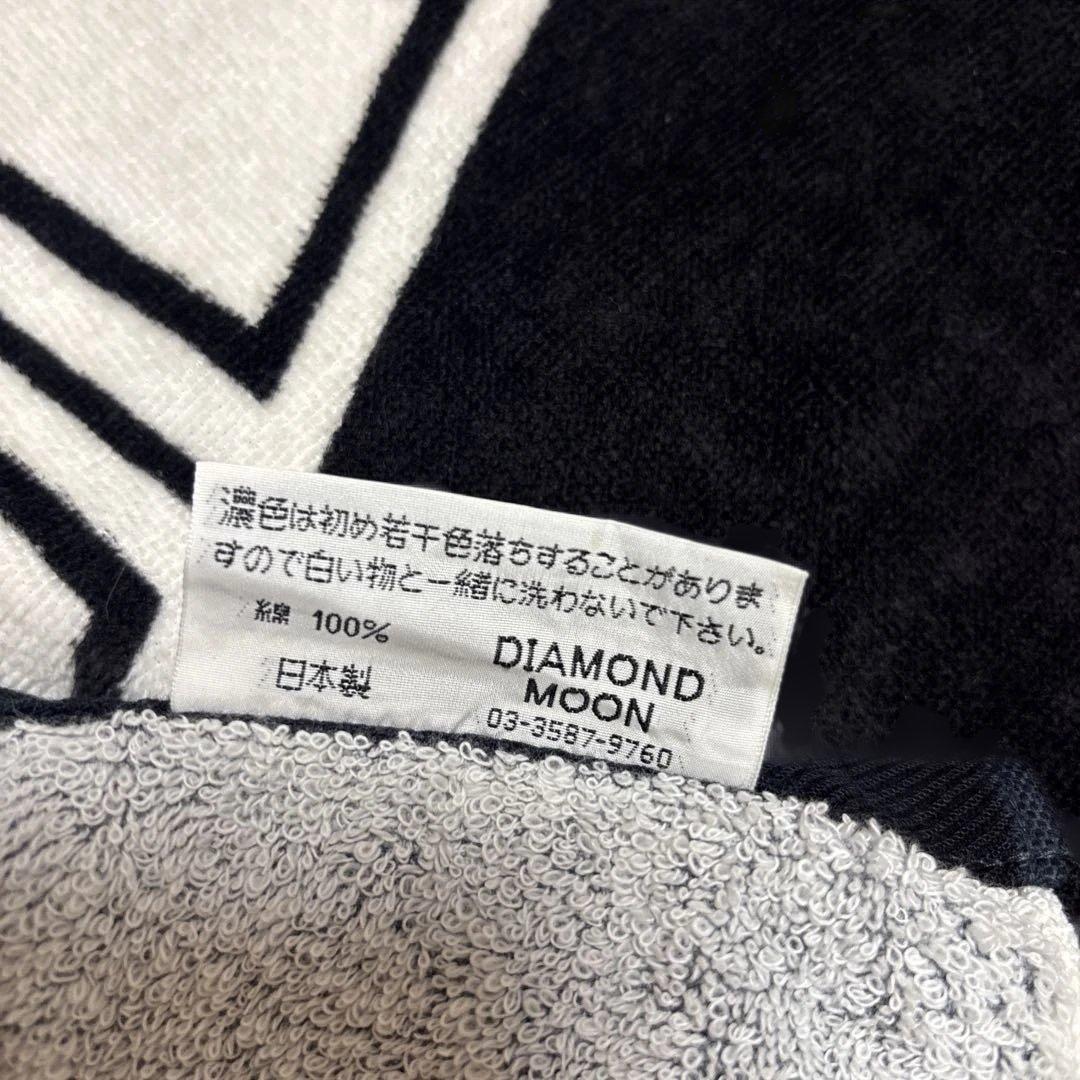 濃色は初め若干色落ちすることがありま
すので白い物と一緒に洗わないで下さい。
綿 100%
日本製
DIAMOND
MOON
03-3587-9760